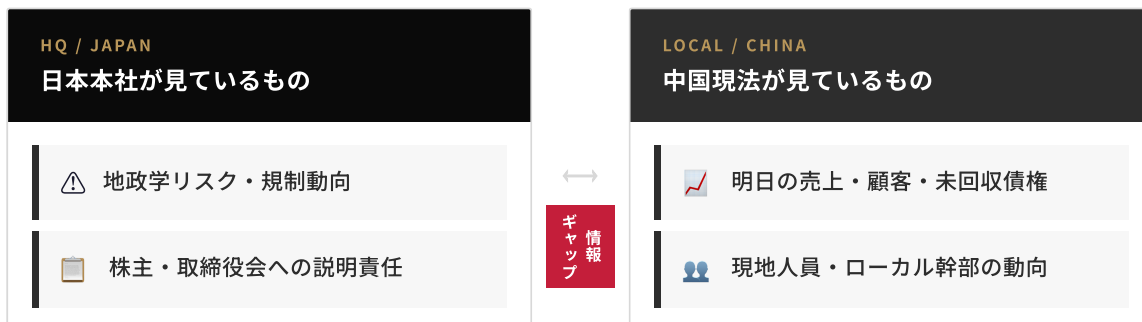 HQ / JAPAN
日本本社が見ているもの
地政学リスク・規制動向
株主・取締役会への説明責任
情報
ギャップ
LOCAL / CHINA
中国現法が見ているもの
明日の売上・顧客・未回収債権
現地人員・ローカル幹部の動向